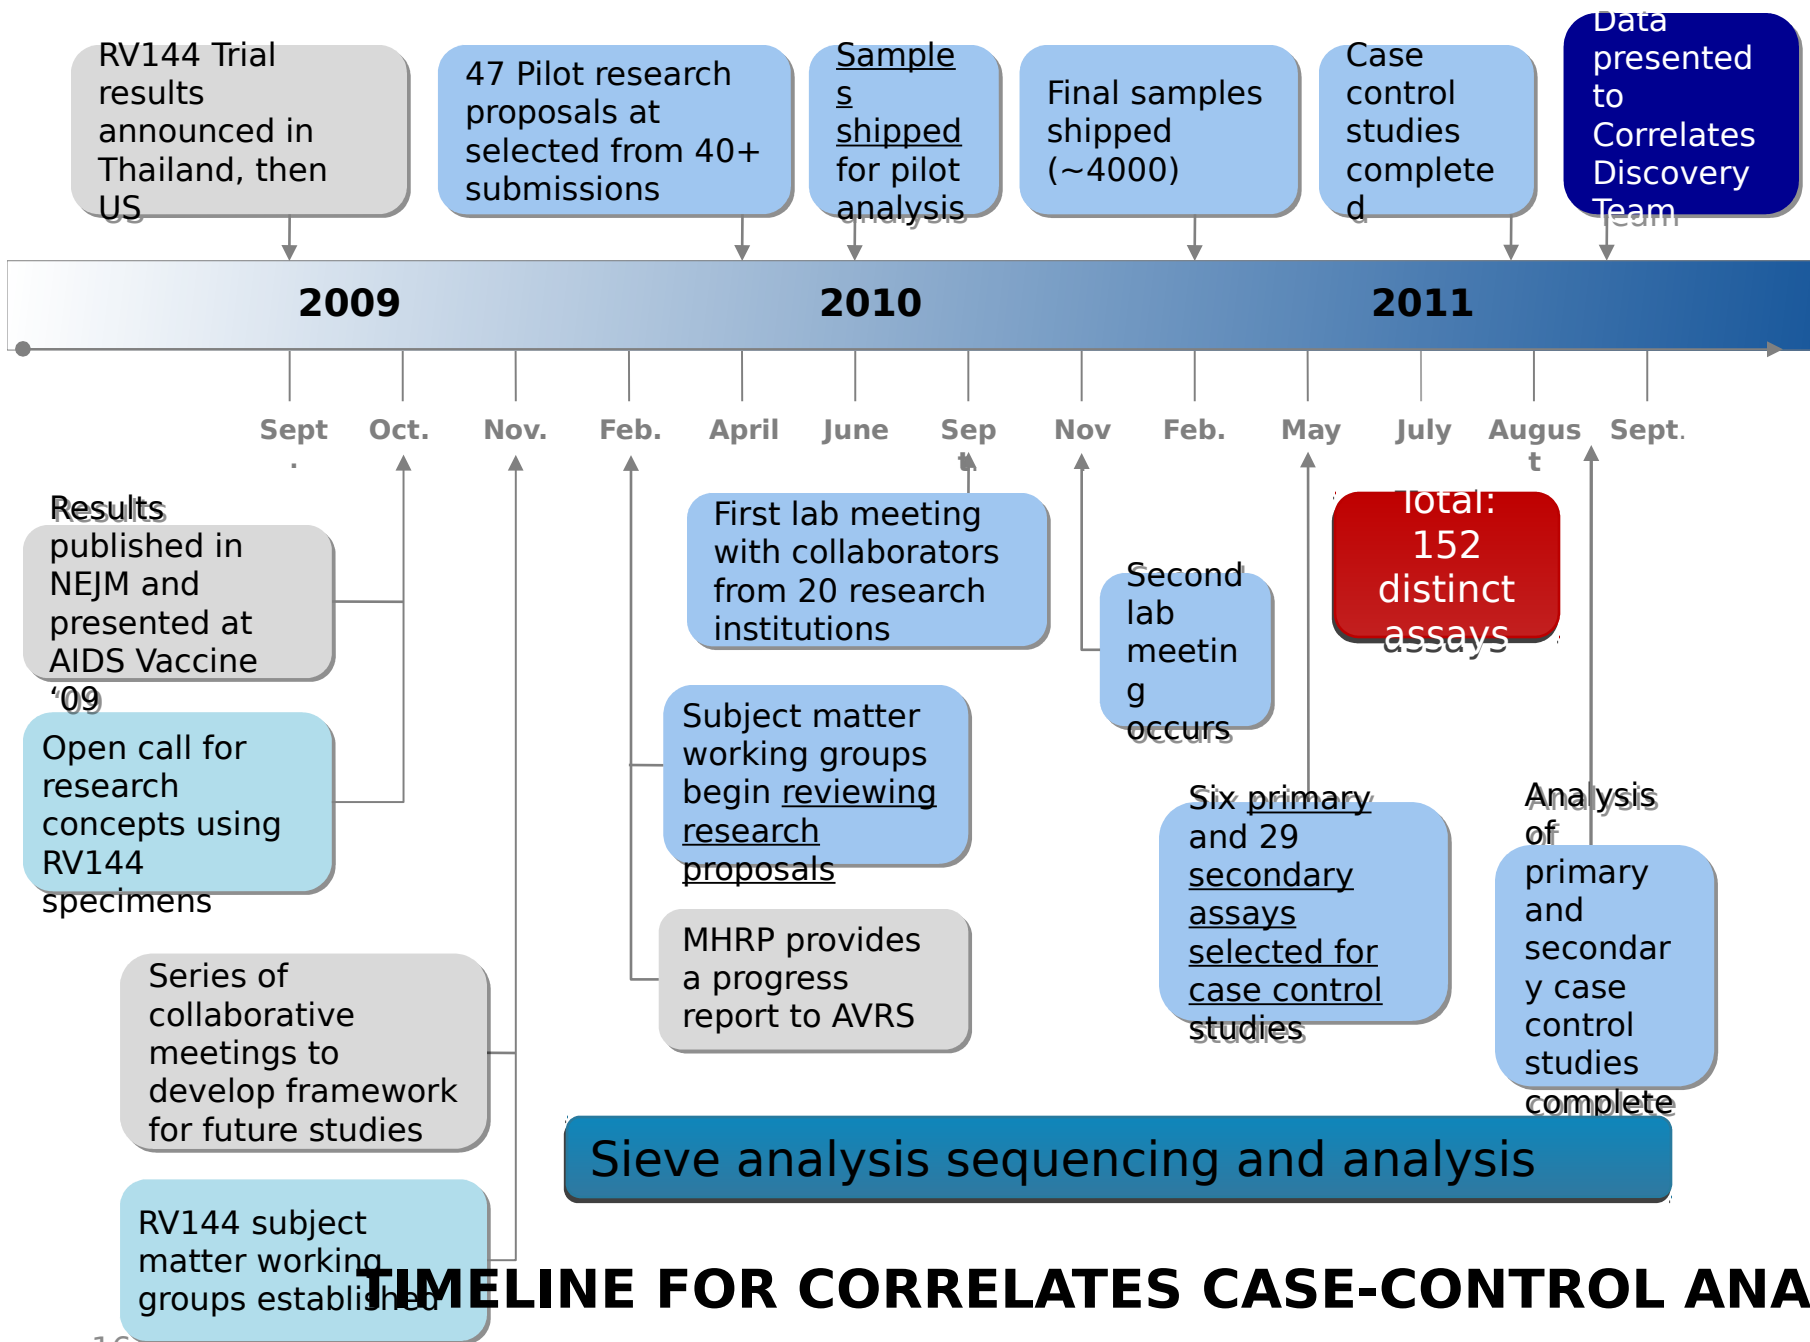 RV144 Trial
results
announced in
Thailand, then
US
47 Pilot research
proposals at
selected from 40+
submissions
Sample
s
shipped
for pilot
analysis
Final samples
shipped
(~4000)
Case
control
studies
complete
d
Data
presented
to
Correlates
Discovery
Team
2009
2010
2011
Sept
.
Oct.
Nov.
Feb.
April
June
Sep
t.
Nov
Feb.
May
July
Augus
t
Sept.
Results
published in
NEJM and
presented at
AIDS Vaccine
‘09
First lab meeting
with collaborators
from 20 research
institutions
Second
lab
meetin
g
occurs
Total:
152
distinct
assays
Open call for
research
concepts using
RV144
specimens
Subject matter
working groups
begin reviewing
research
proposals
Six primary
and 29
secondary
assays
selected for
case control
studies
Analysis
of
primary
and
secondar
y case
control
studies
complete
MHRP provides
a progress
report to AVRS
Series of
collaborative
meetings to
develop framework
for future studies
Sieve analysis sequencing and analysis
RV144 subject
matter working
groups established
TIMELINE FOR CORRELATES CASE-CONTROL ANA
16